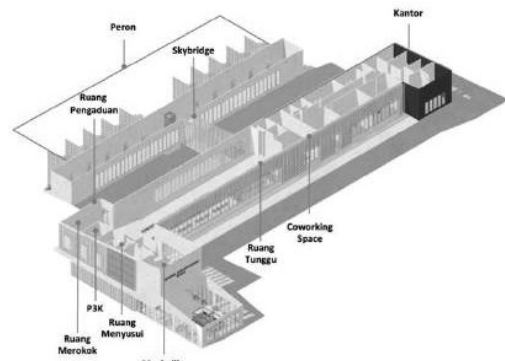 Kantor
Peron
Skybridge
Ruang
Pengaduan
Coworking
Space
Ruang
Tunggu
P3K
Ruang
Menyusui
Ruang
Merokok